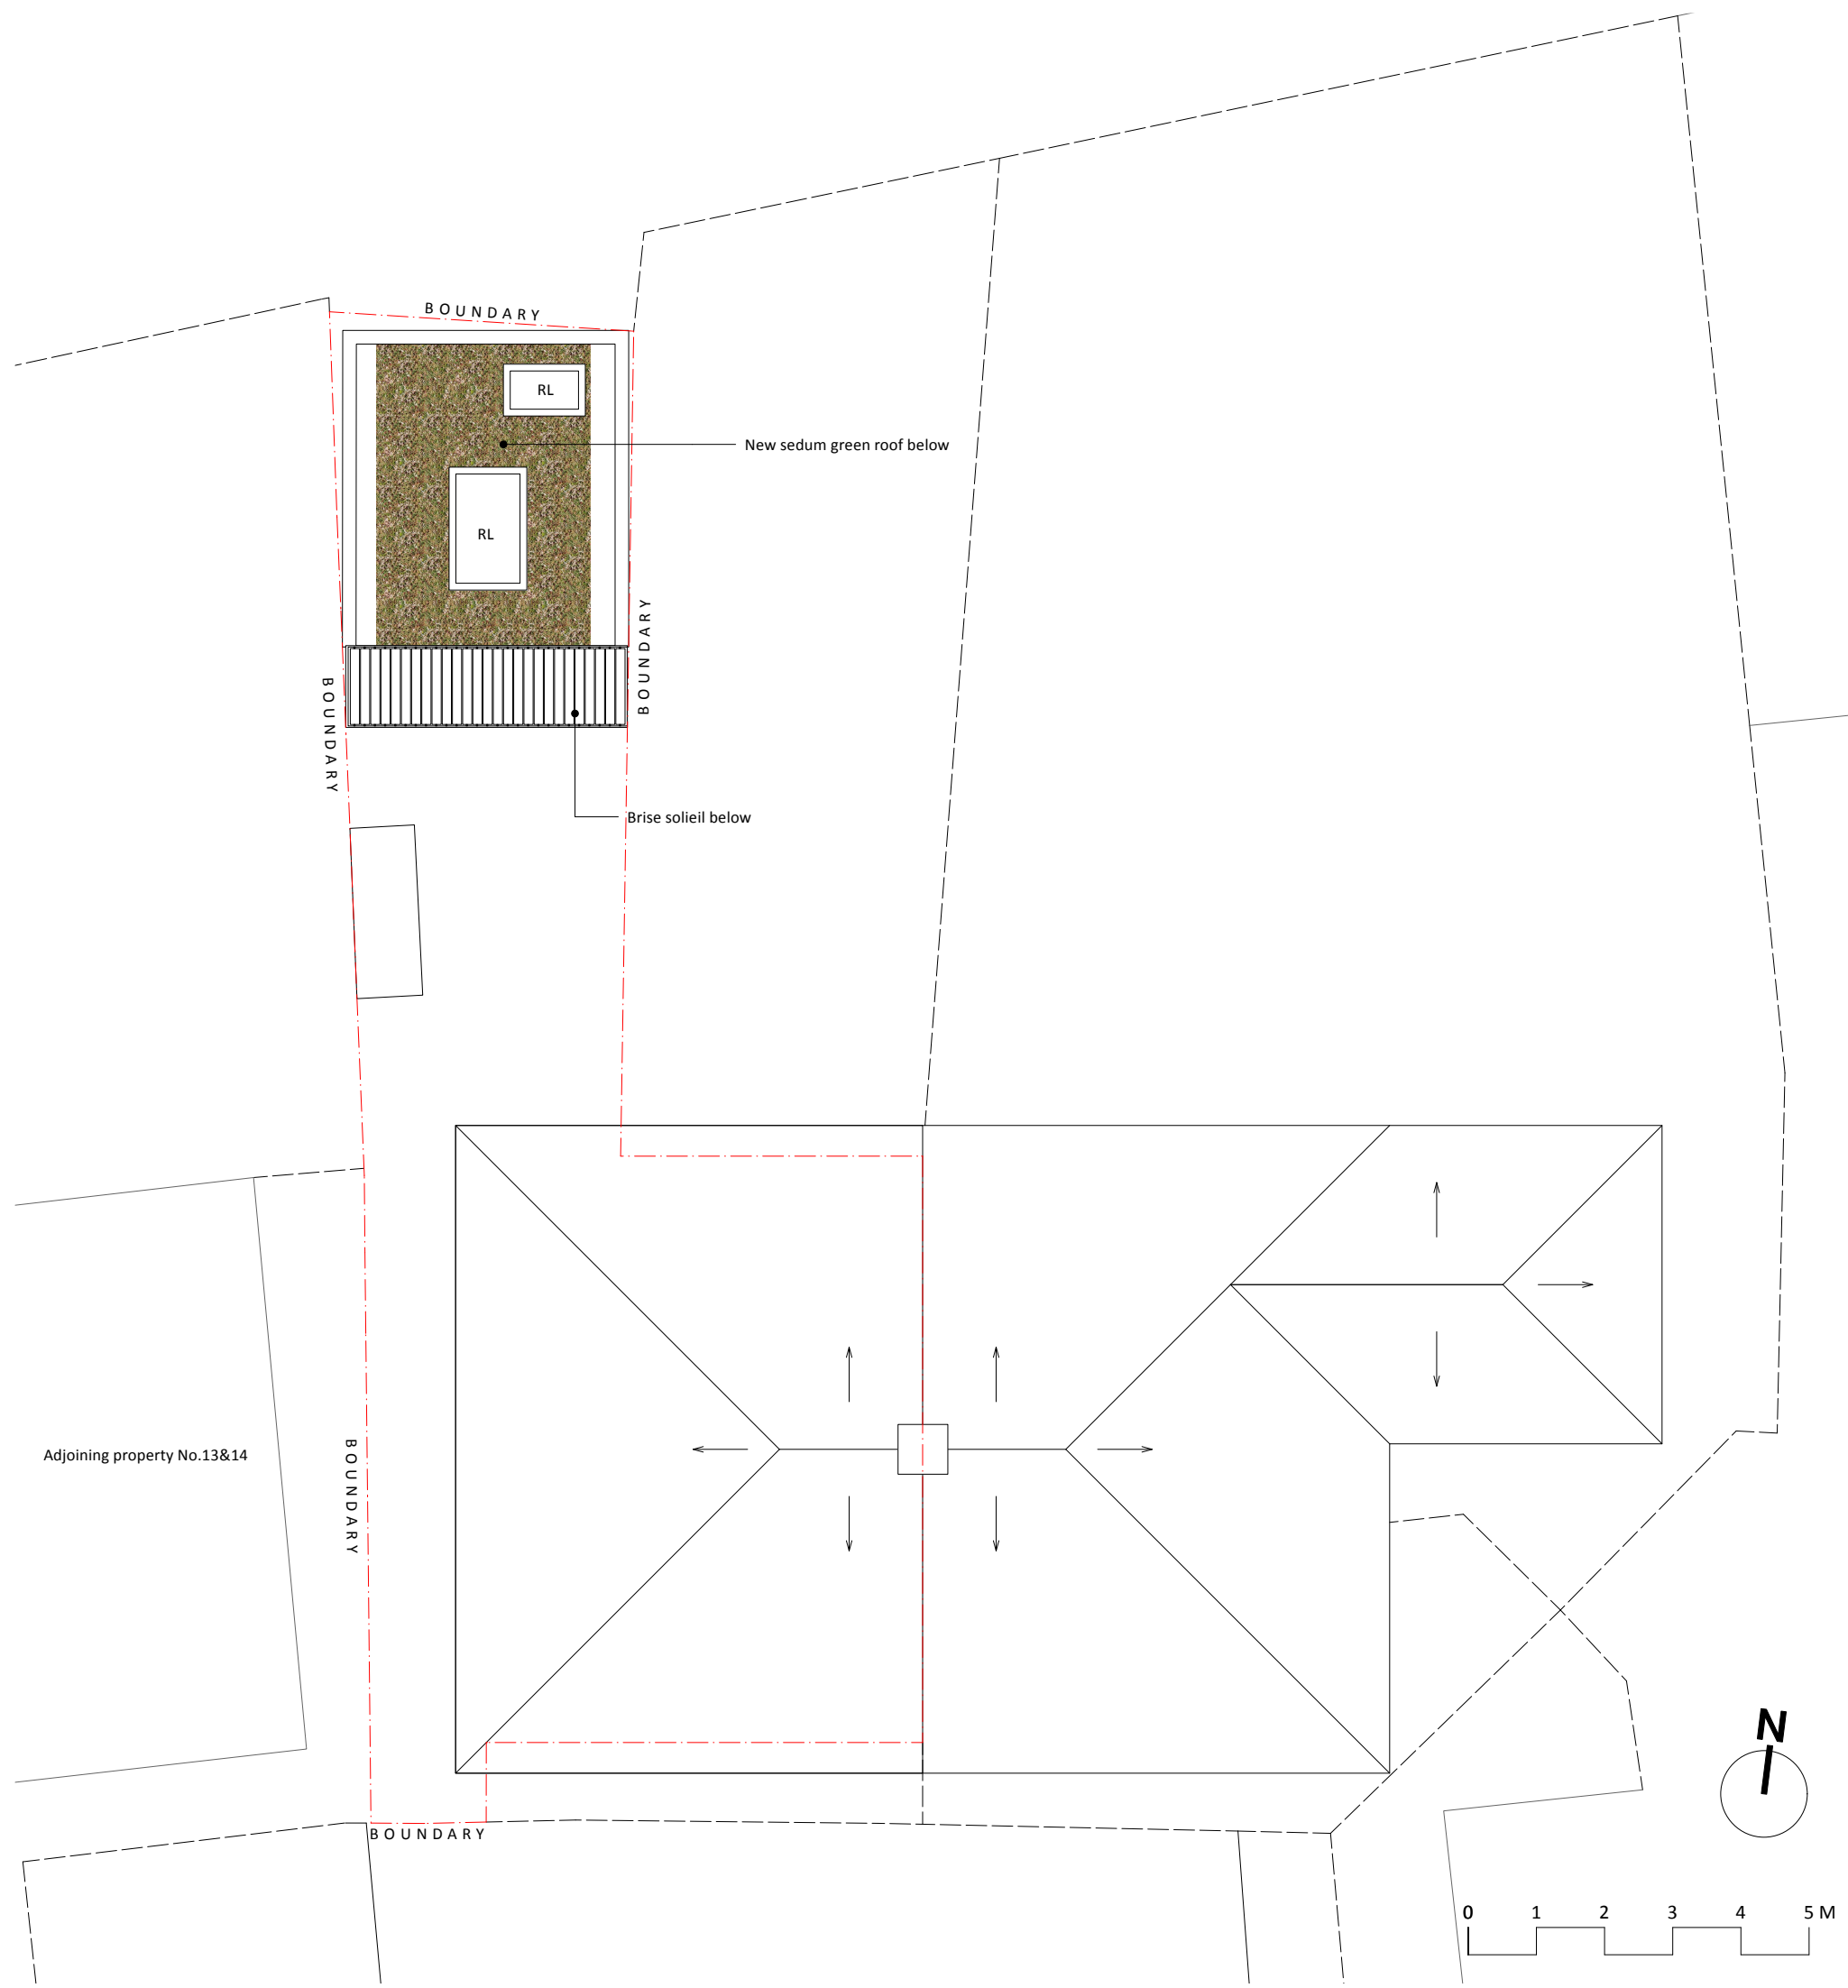 BOUNDARY
RL
New sedum green roof below
RL
BOUNDARY
BOUNDARY
Brise solieil below
Adjoining property No.13&14
BOUNDARY
N
BOUNDARY
0 1 2 3 4 5 M